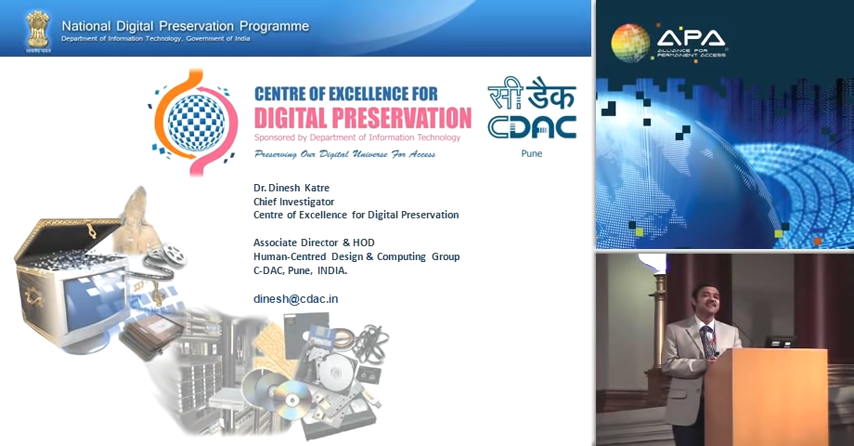 National Digital Preservation Programme
Department of Information Technology, Government of India
CENTRE OF EXCELLENCE FOR
DIGITAL PRESERVATION
Sponsored by Department of Information Technology
Preserving Our Digital Universe For Access
सी डैक
CDAC
Pune
Dr. Dinesh Katre
Chief Investigator
Centre of Excellence for Digital Preservation
Associate Director & HOD
Human-Centred Design & Computing Group
C-DAC, Pune, INDIA.
dinesh@cdac.in
APA
ALLIANCE FOR
PERMANENT ACCESS